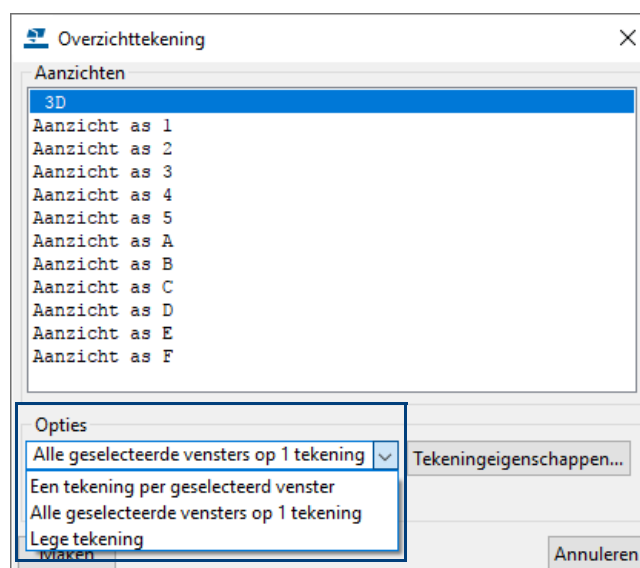 Overzichttekening
Aanzichten
3D
Aanzicht as 1
Aanzicht as 2
Aanzicht as 3
Aanzicht as 4
Aanzicht as 5
Aanzicht as A
Aanzicht as B
Aanzicht as C
Aanzicht as D
Aanzicht as E
Aanzicht as F
Opties
Alle geselecteerde vensters op 1 tekening
Tekeningeigenschappen...
Een tekening per geselecteerd venster
Alle geselecteerde vensters op 1 tekening
Lege tekening
Maken
Annuleren